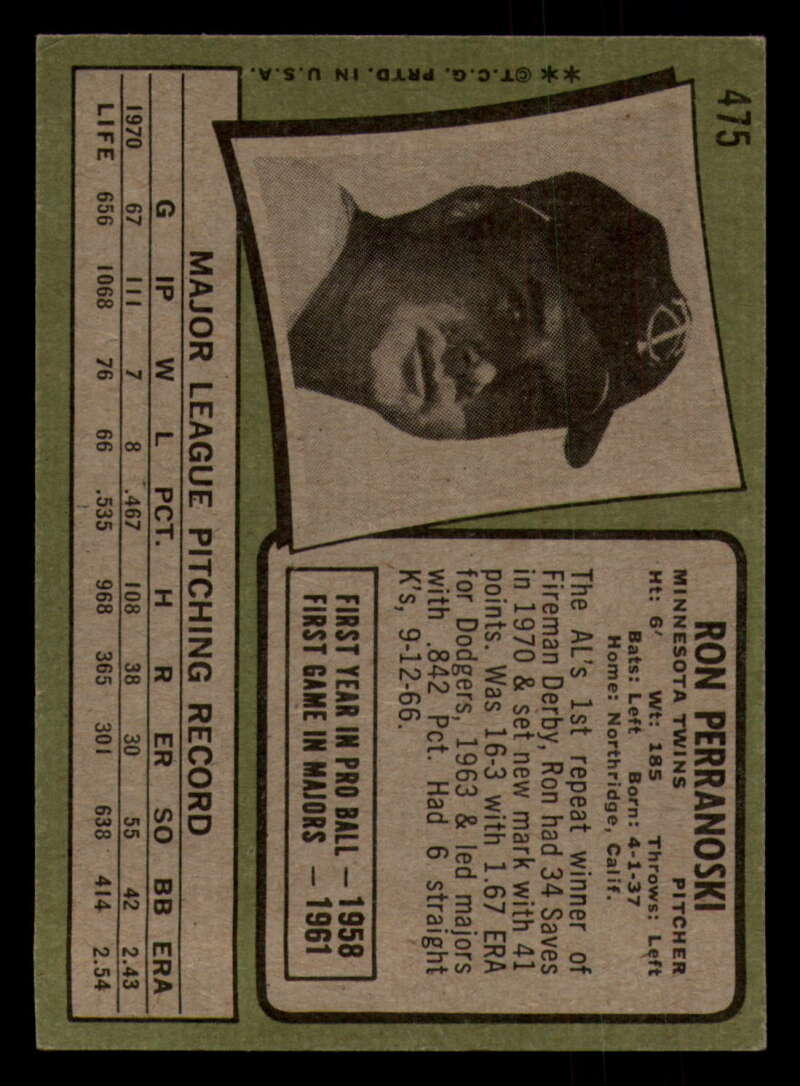 475
**@T.C.G. PRTD. IN U.S.A.
RON PERRANOSKI
MINNESOTA TWINS PITCHER
Ht: 6' Wt: 185 Throws: Left
Bats: Left Born: 4-1-37
Home: Northridge, Calif.
The AL's 1st repeat winner of
Fireman Derby, Ron had 34 Saves
in 1970 & set new mark with 41
points. Was 16-3 with 1.67 ERA
for Dodgers, 1963 & led majors
with .842 Pct. Had 6 straight
K's, 9-12-66.
FIRST YEAR IN PRO BALL — 1958
FIRST GAME IN MAJORS — 1961
MAJOR LEAGUE PITCHING RECORD
G IP W L PCT. H R ER SO BB ERA
1970 67 111 7 8 .467 108 38 30 55 42 2.43
LIFE 656 1068 76 66 .535 968 365 301 638 414 2.54